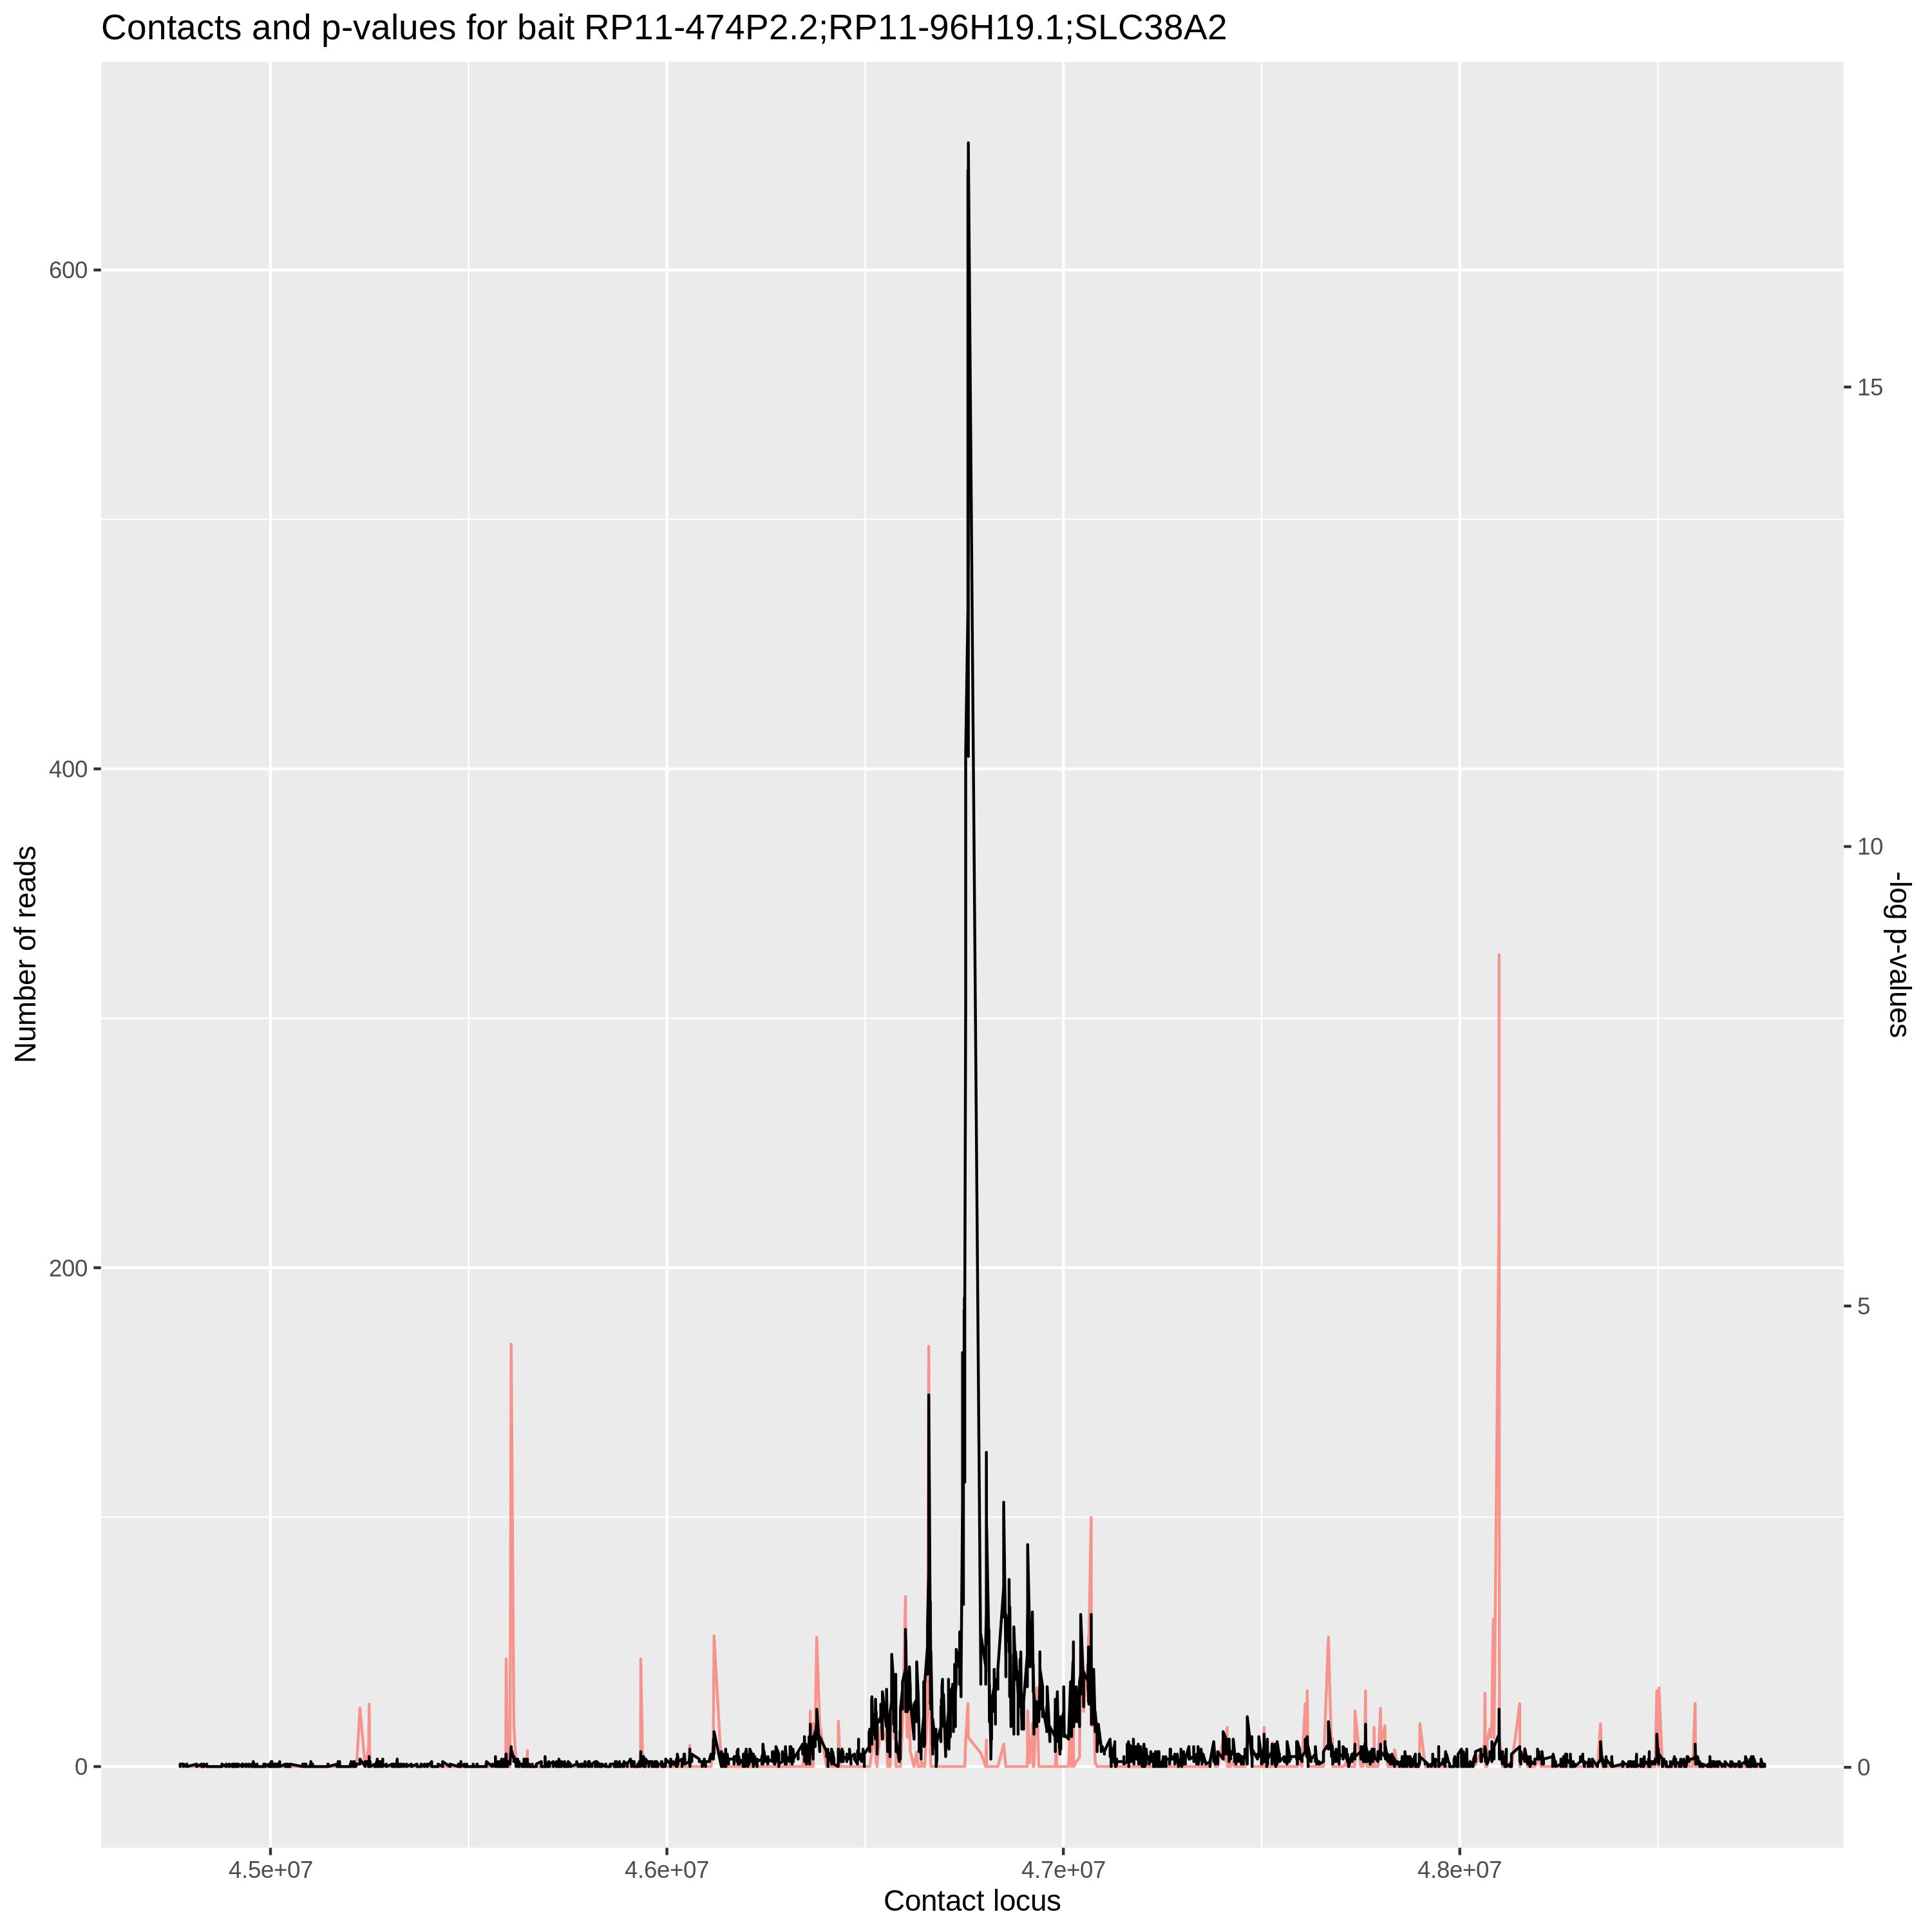 Contacts and p-values for bait RP11-474P2.2;RP11-96H19.1;SLC38A2
600
400
200
0
Number of reads
15
10
5
0
-log p-values
4.5e+07 4.6e+07 4.7e+07 4.8e+07
Contact locus